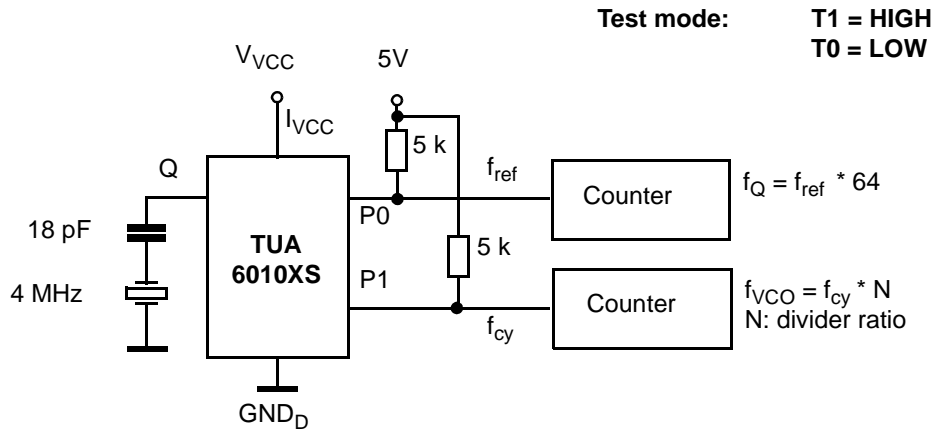 Test mode: T1 = HIGH
T0 = LOW
VVCC
5V
IVCC
5 k
Q
fref
Counter
fQ = fref * 64
P0
18 pF
TUA
6010XS
5 k
P1
4 MHz
Counter
fVCO = fcy * N
N: divider ratio
fcy
GNDD